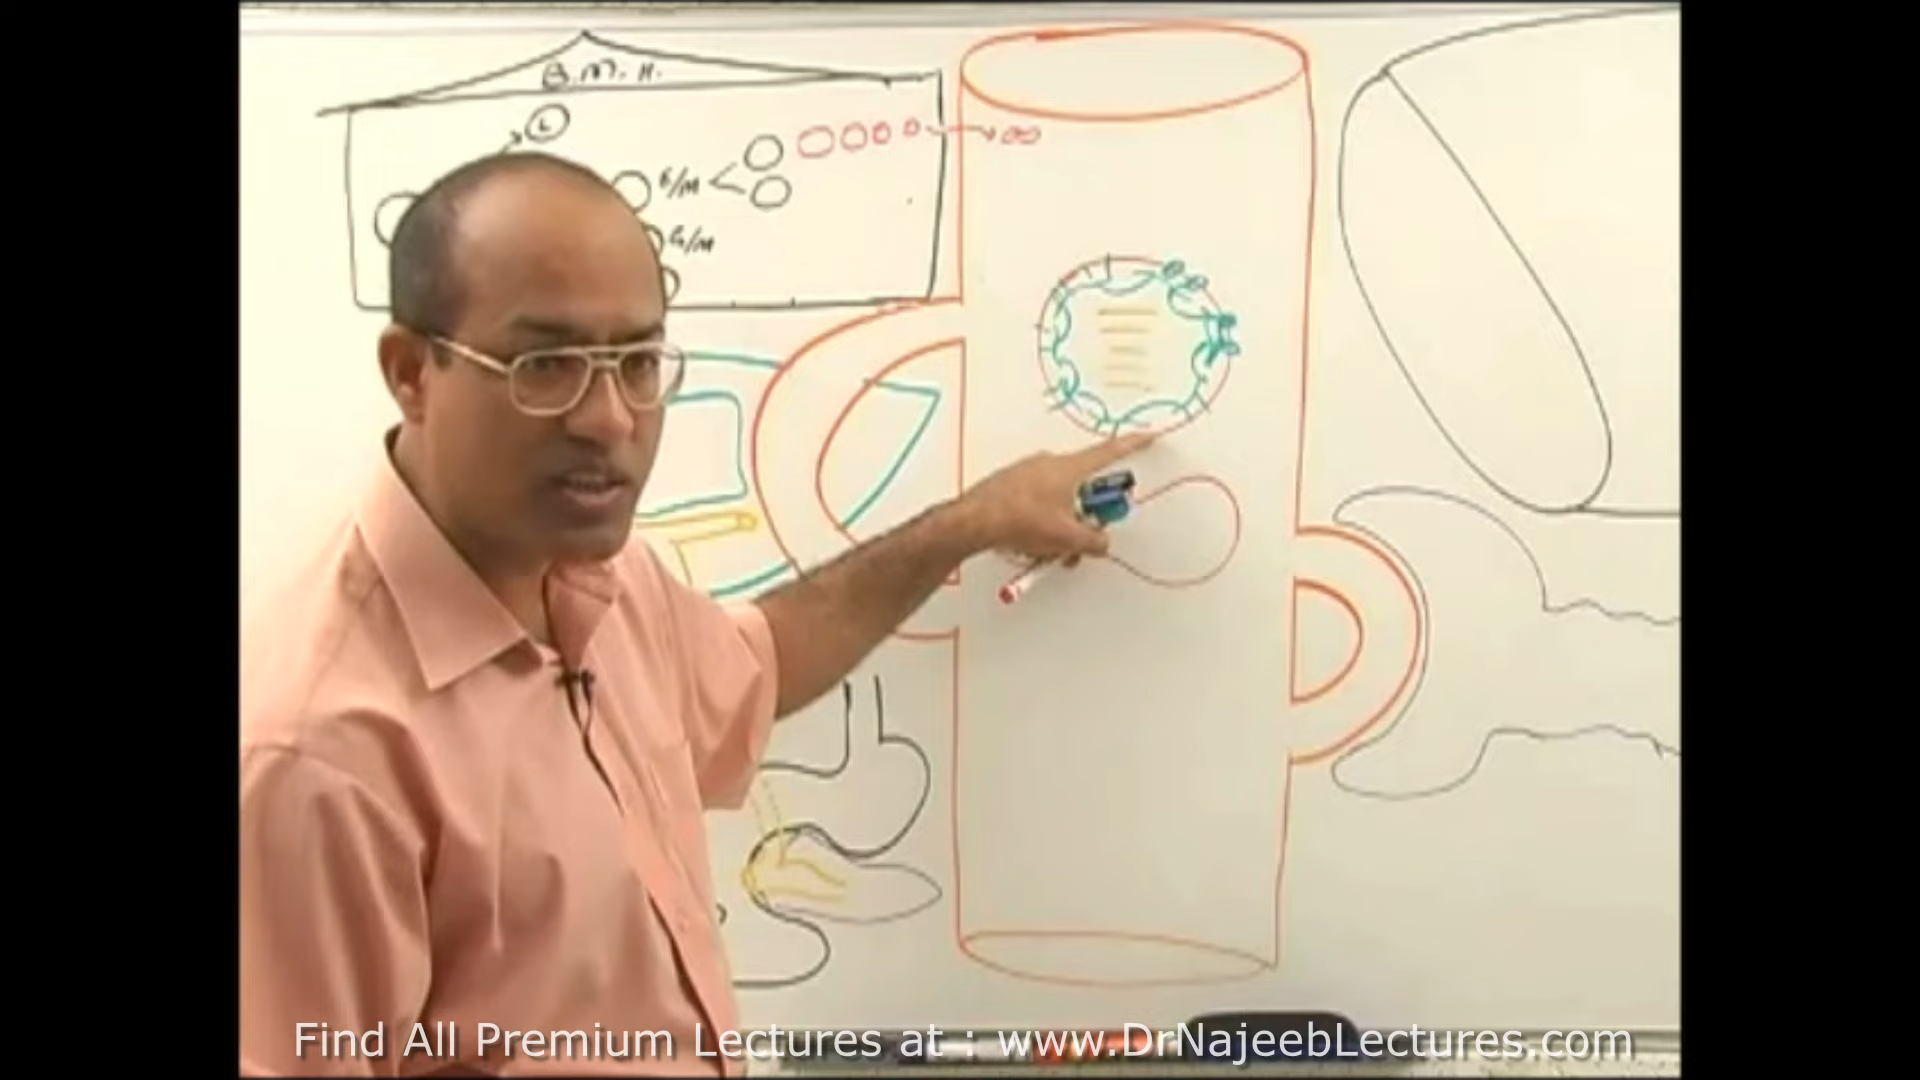 B.M.H.
L
E/M
G/M
Find All Premium Lectures at : www.DrNajeebLectures.com